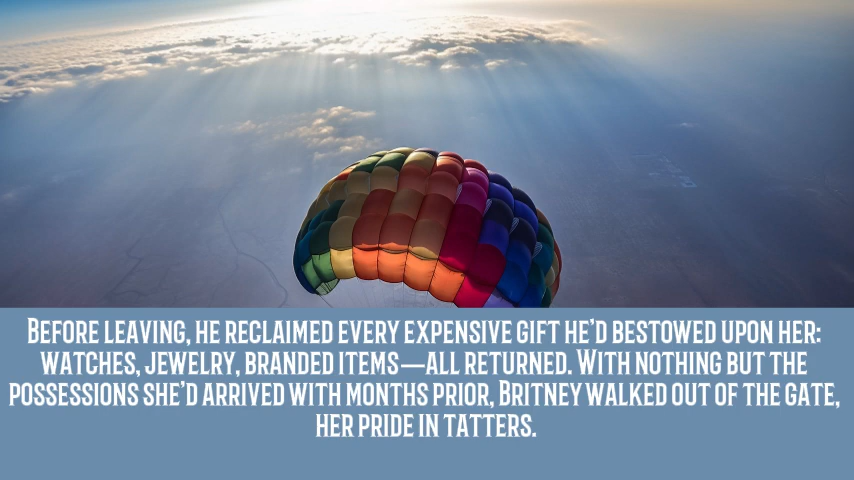 Before leaving, he reclaimed every expensive gift he'd bestowed upon her:
watches, jewelry, branded items—all returned. With nothing but the
possessions she'd arrived with months prior, Britney walked out of the gate,
her pride in tatters.